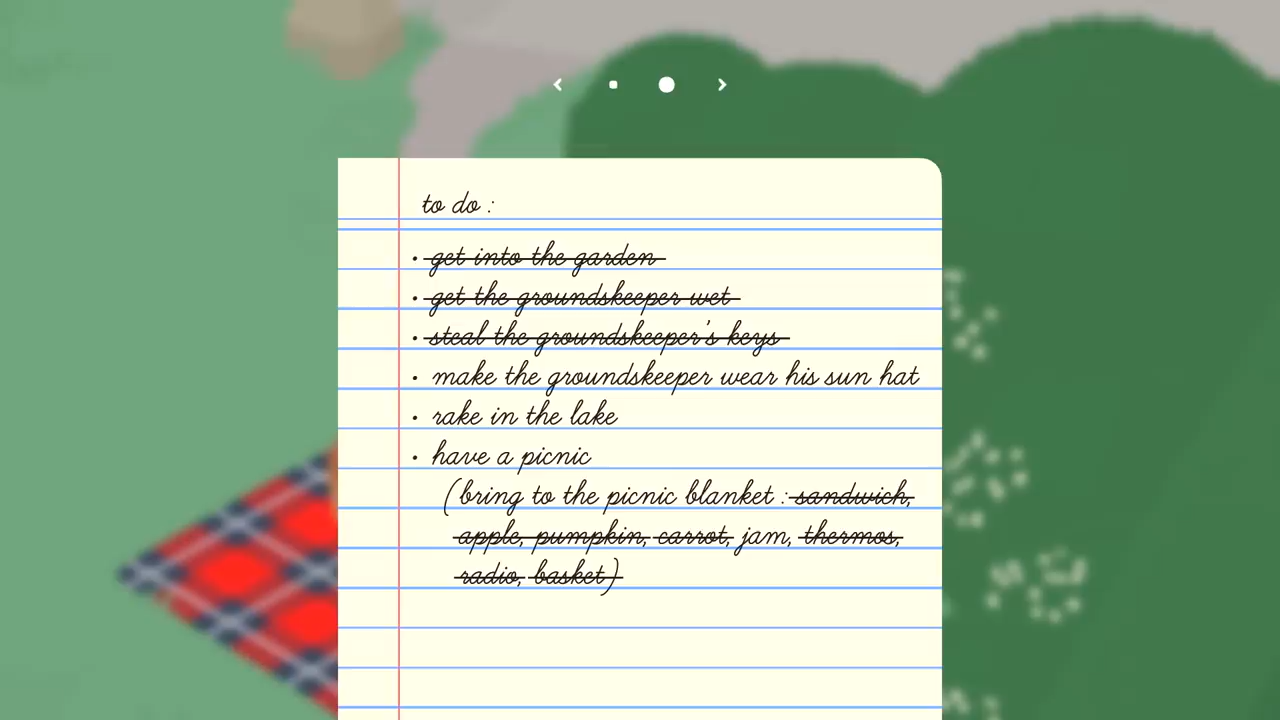 to do :
• get into the garden
• get the groundskeeper wet
• steal the groundskeeper's keys
• make the groundskeeper wear his sun hat
• rake in the lake
• have a picnic
(bring to the picnic blanket : sandwich,
apple, pumpkin, carrot, jam, thermos,
radio, basket)